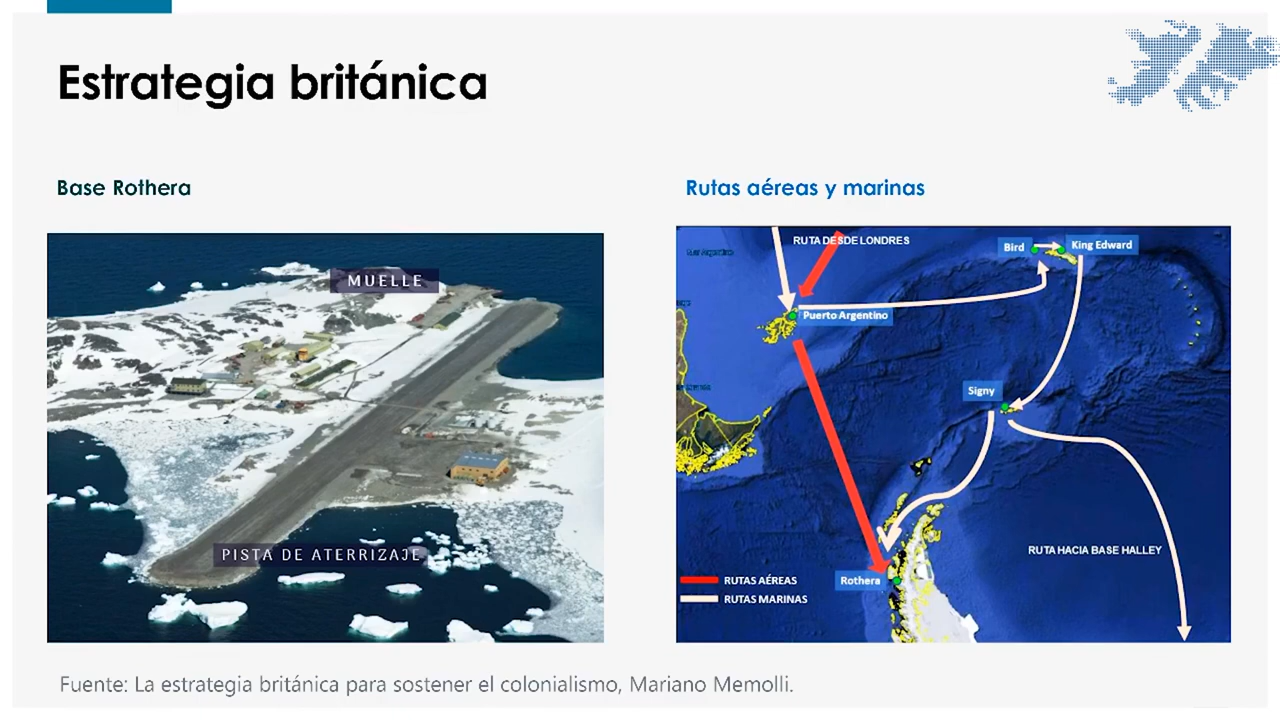 Estrategia británica
Base Rothera
MUELLE
PISTA DE ATERRIZAJE
Rutas aéreas y marinas
RUTA DESDE LONDRES
Bird
King Edward
Puerto Argentino
Signy
RUTA HACIA BASE HALLEY
Rothera
RUTAS AÉREAS
RUTAS MARINAS
Fuente: La estrategia británica para sostener el colonialismo, Mariano Memolli.